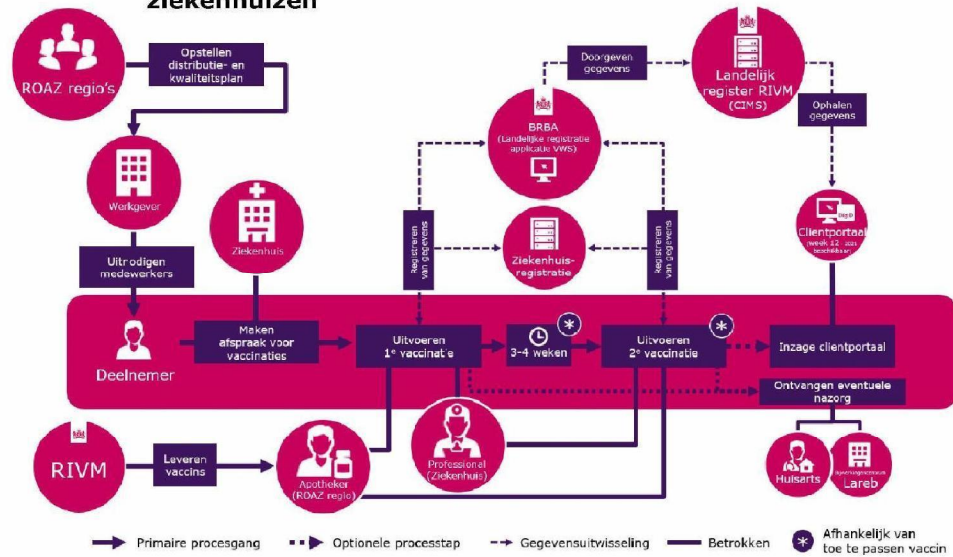 ziekenhuizen
ROAZ regio's
Opstellen
distributie- en
kwaliteitsplan
Doorgeven
gegevens
Landelijk
register RIVM
(CIMS)
Ophalen
gegevens
BRBA
(Landelijke registratie
applicatie VWS)
Werkgever
Ziekenhuis
Registreren
van gegevens
Ziekenhuis-
registratie
Registreren
van gegevens
Clientportaal
Uitnodigen
medewerkers
Deelnemer
Maken
afspraak voor
vaccinaties
Uitvoeren
1e vaccinatie
3-4 weken
*
Uitvoeren
2e vaccinatie
*
Inzage clientportaal
Ontvangen eventuele
nazorg
RIVM
Leveren
vaccins
Apotheker
(ROAZ regio)
Professional
(Ziekenhuis)
Huisarts
Lareb
Primaire procesgang
Optionele processtap
Gegevensuitwisseling
Betrokken
*
Afhankelijk van
toe te passen vaccin